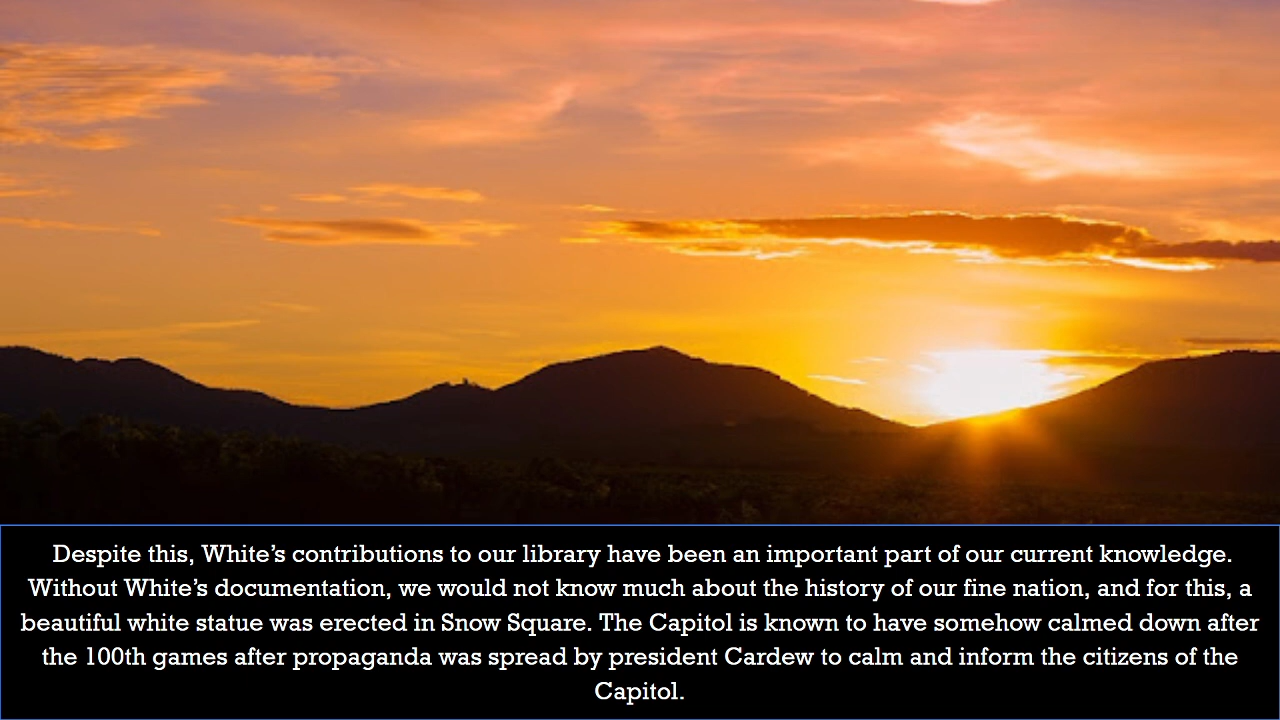 Despite this, White’s contributions to our library have been an important part of our current knowledge.
Without White’s documentation, we would not know much about the history of our fine nation, and for this, a
beautiful white statue was erected in Snow Square. The Capitol is known to have somehow calmed down after
the 100th games after propaganda was spread by president Cardew to calm and inform the citizens of the
Capitol.